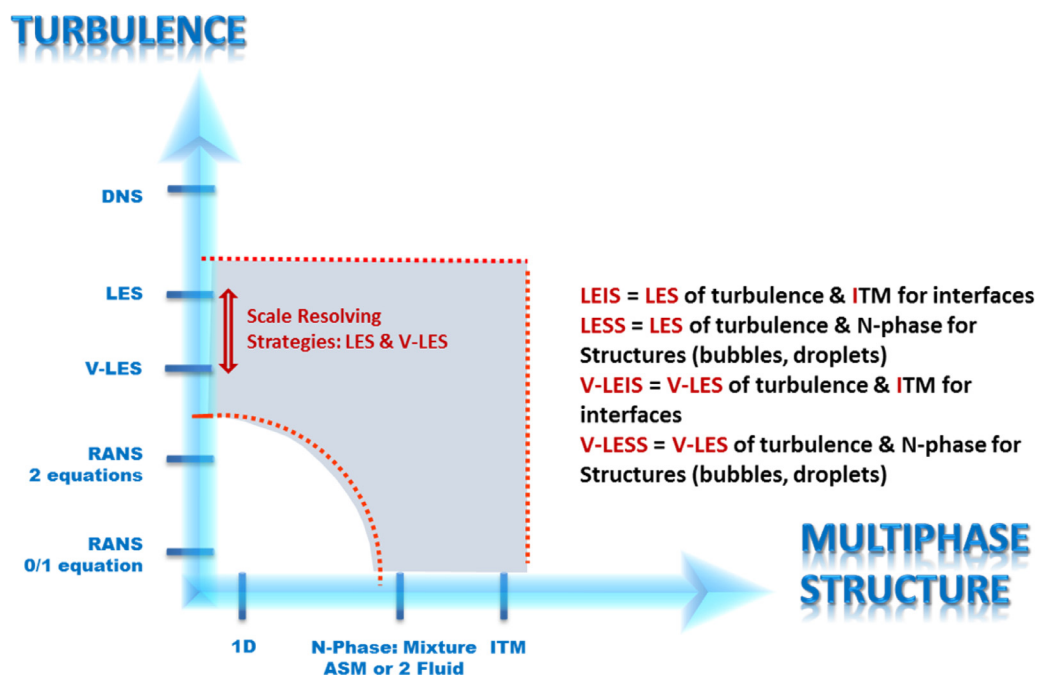 TURBULENCE
DNS
LES
V-LES
RANS
2 equations
RANS
0/1 equation
Scale Resolving
Strategies: LES & V-LES
LEIS = LES of turbulence & ITM for interfaces
LESS = LES of turbulence & N-phase for
Structures (bubbles, droplets)
V-LEIS = V-LES of turbulence & ITM for
interfaces
V-LESS = V-LES of turbulence & N-phase for
Structures (bubbles, droplets)
MULTIPHASE
STRUCTURE
1D
N-Phase: Mixture
ASM or 2 Fluid
ITM